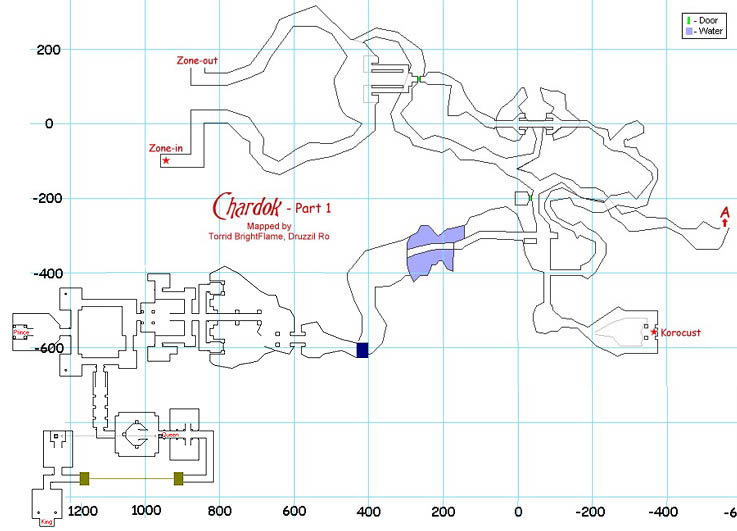 - Door
- Water
200
Zone-out
0
Zone-in
-200
Chardok - Part 1
Mapped by
Torrid BrightFlame, Druzzil Ro
A
-400
Prince
Korocust
-600
Queen
King
1200 1000 800 600 400 200 0 -200 -400 -6